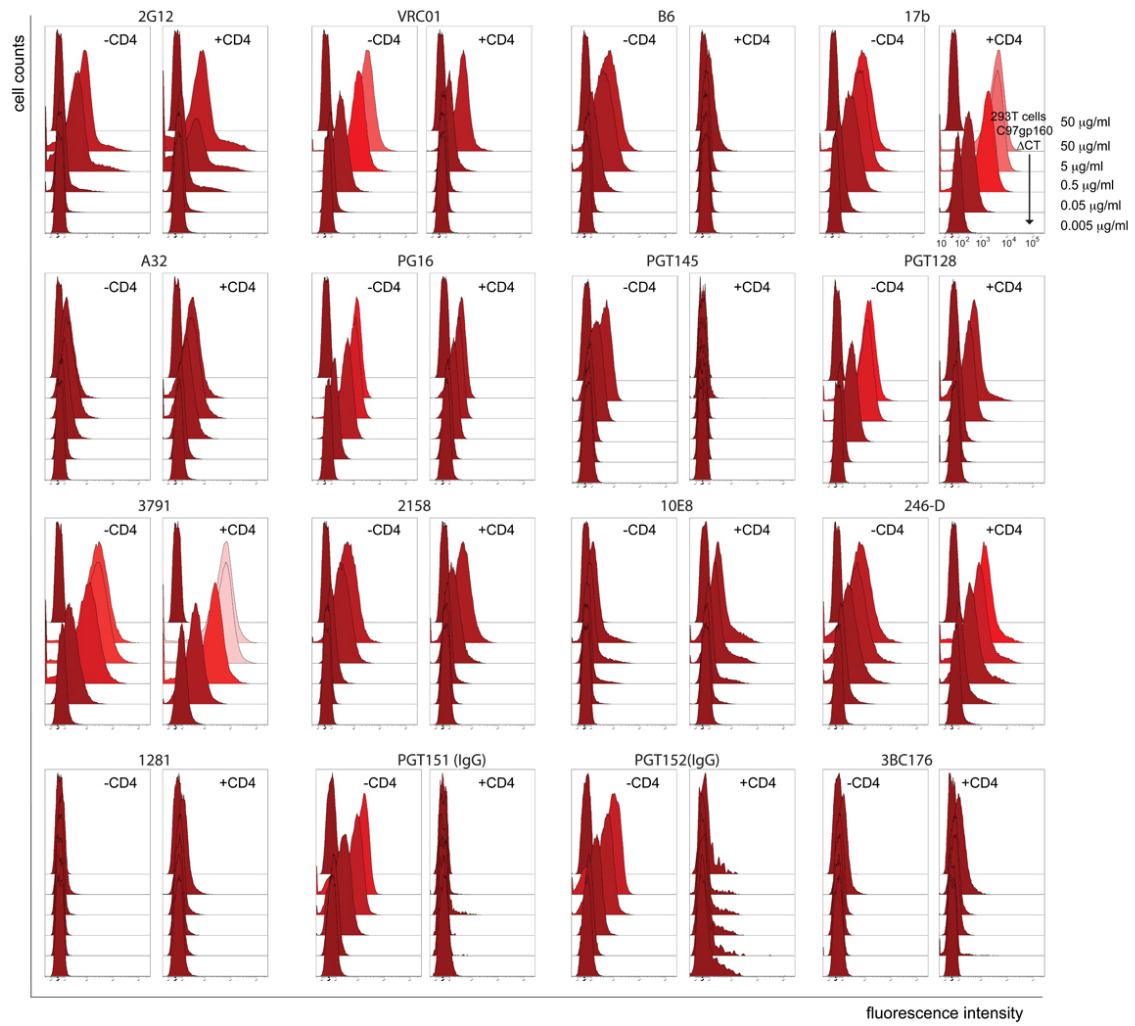 2G12
VRC01
B6
17b
cell counts
-CD4
+CD4
-CD4
+CD4
-CD4
+CD4
-CD4
+CD4
293T cells
C97gp160
ΔCT
50 μg/ml
50 μg/ml
5 μg/ml
0.5 μg/ml
0.05 μg/ml
0.005 μg/ml
10 10² 10³ 10⁴ 10⁵
A32
PG16
PGT145
PGT128
-CD4
+CD4
-CD4
+CD4
-CD4
+CD4
-CD4
+CD4
3791
2158
10E8
246-D
-CD4
+CD4
-CD4
+CD4
-CD4
+CD4
-CD4
+CD4
1281
PGT151 (IgG)
PGT152(IgG)
3BC176
-CD4
+CD4
-CD4
+CD4
-CD4
+CD4
-CD4
+CD4
fluorescence intensity